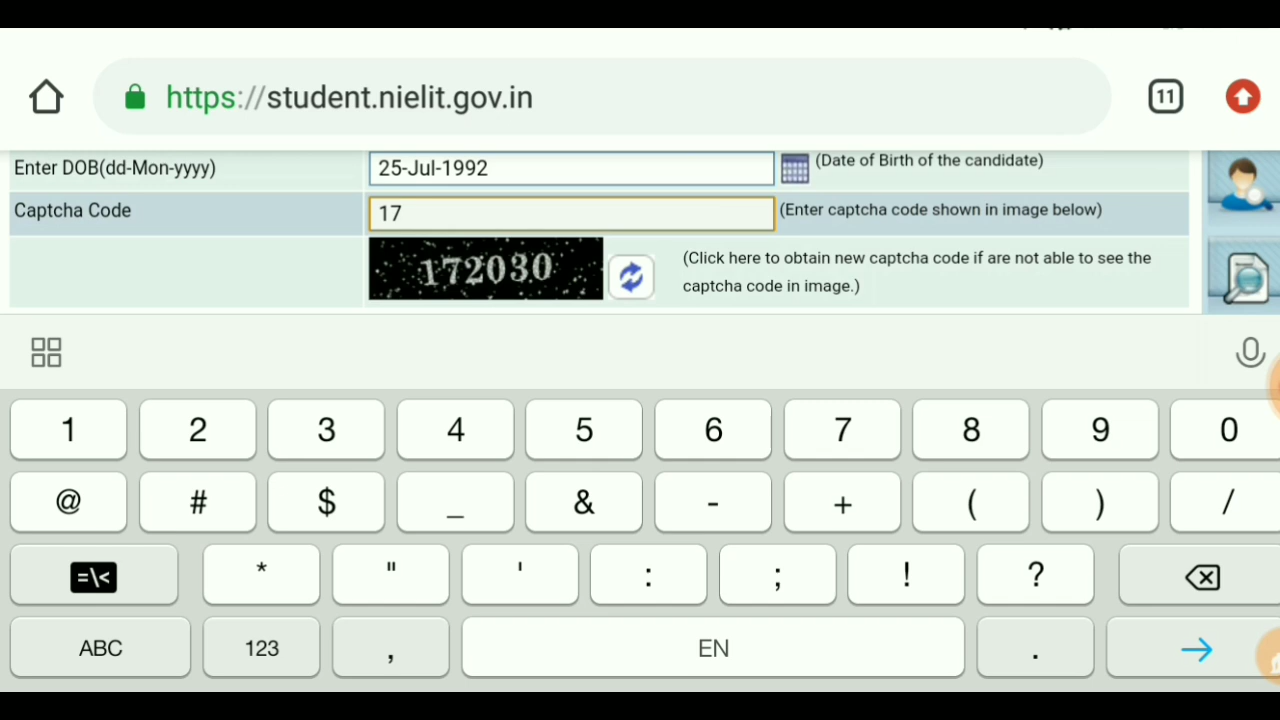 https://student.nielit.gov.in
11
Enter DOB(dd-Mon-yyyy)
25-Jul-1992
(Date of Birth of the candidate)
Captcha Code
17
(Enter captcha code shown in image below)
172030
(Click here to obtain new captcha code if are not able to see the
captcha code in image.)
1 2 3 4 5 6 7 8 9 0
@ # $ _ & - + ( ) /
=\< * " ' : ; ! ?
ABC 123 , EN .